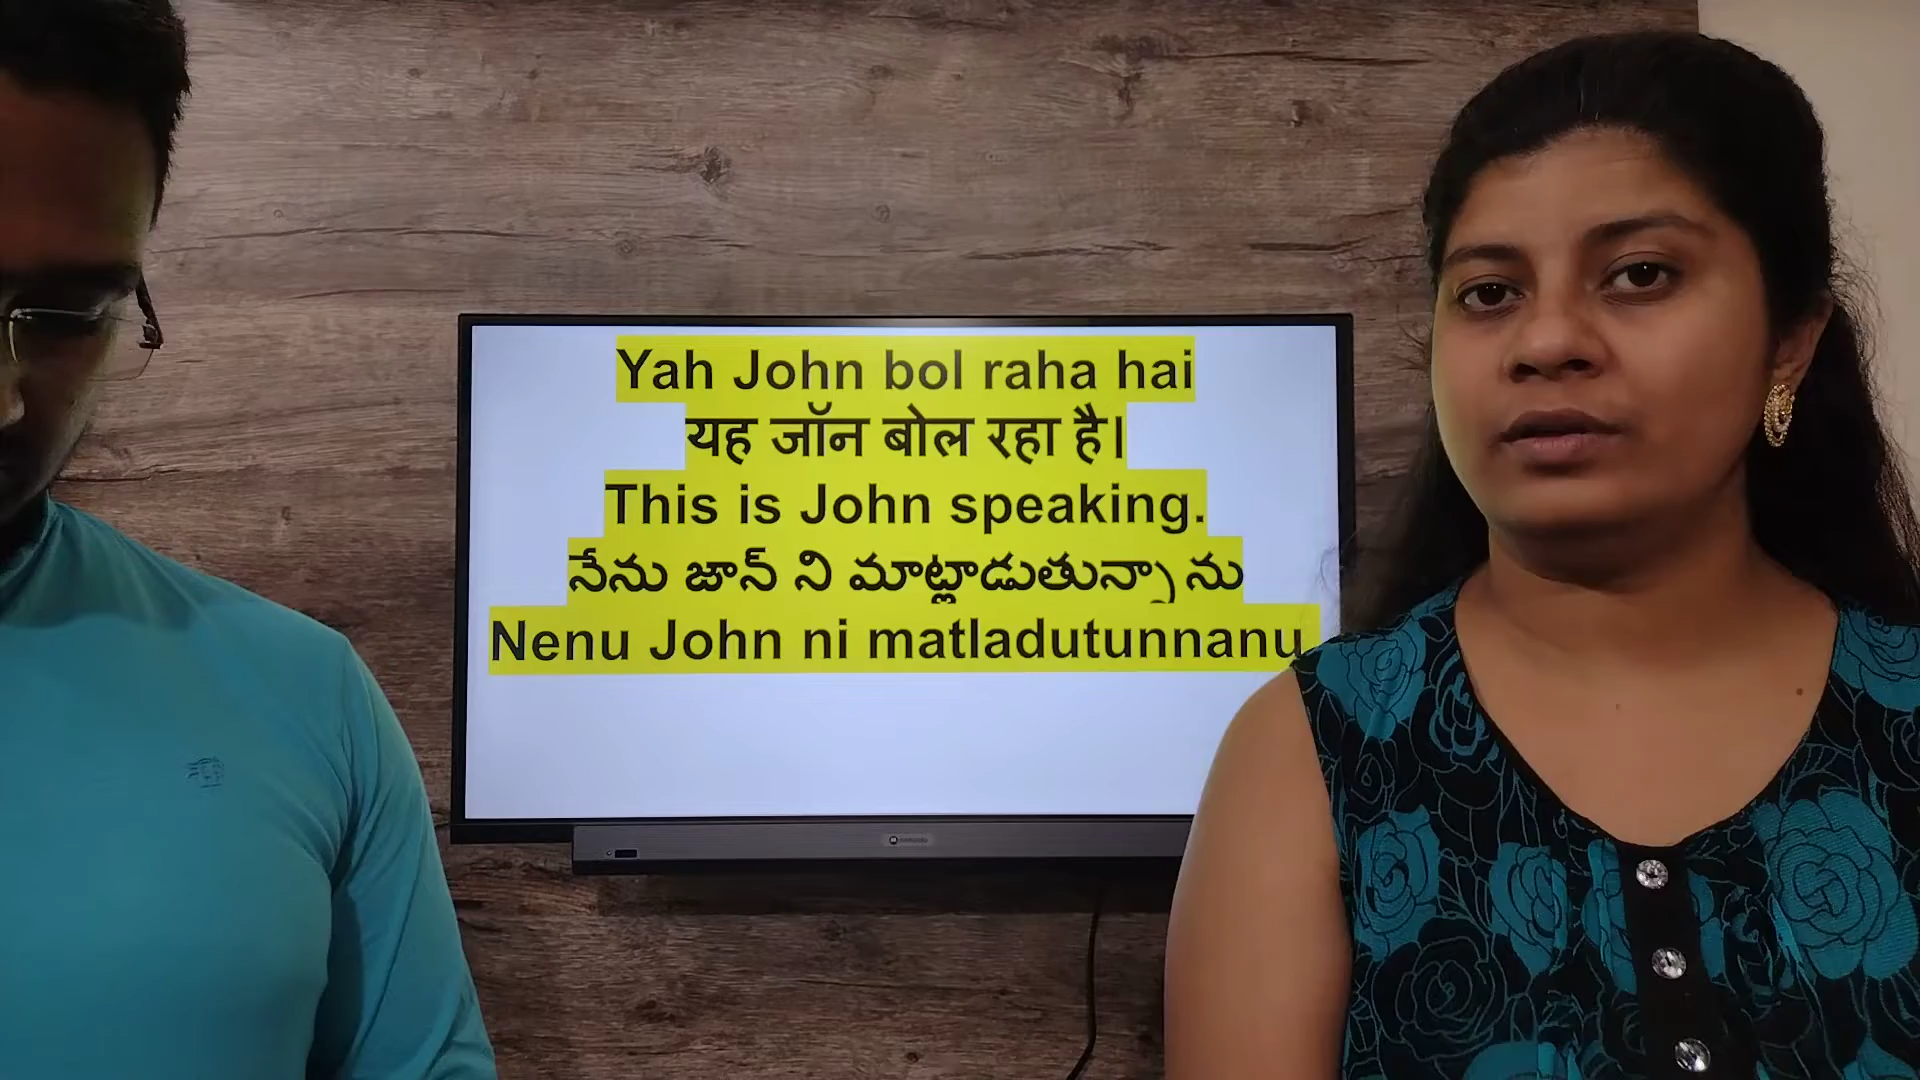 Yah John bol raha hai
यह जॉन बोल रहा है।
This is John speaking.
నేను జాన్ ని మాట్లాడుతున్నాను
Nenu John ni matladutunnanu